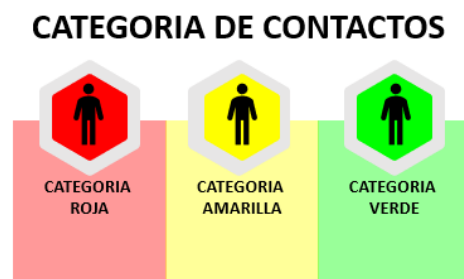 CATEGORIA DE CONTACTOS
CATEGORIA
ROJA
CATEGORIA
AMARILLA
CATEGORIA
VERDE